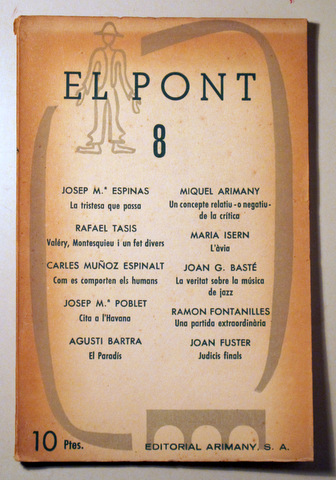 EL PONT
8
JOSEP M.ª ESPINAS
La tristesa que passa
RAFAEL TASIS
Valéry, Montesquieu i un fet divers
CARLES MUÑOZ ESPINALT
Com es comporten els humans
JOSEP M.ª POBLET
Cita a l'Havana
AGUSTI BARTRA
El Paradís
MIQUEL ARIMANY
Un concepte relatiu -o negatiu-
de la crítica
MARIA ISERN
L'àvia
JOAN G. BASTÉ
La veritat sobre la música
de jazz
RAMON FONTANILLES
Una partida extraordinària
JOAN FUSTER
Judicis finals
10 Ptes.
EDITORIAL ARIMANY, S. A.